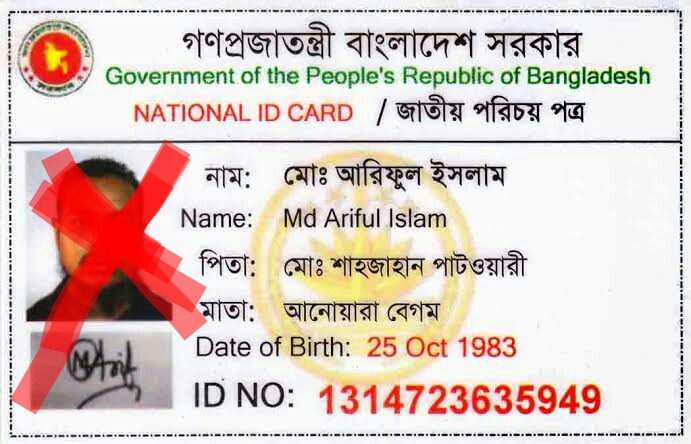 গণপ্রজাতন্ত্রী বাংলাদেশ সরকার
Government of the People's Republic of Bangladesh
NATIONAL ID CARD / জাতীয় পরিচয় পত্র
নাম: মোঃ আরিফুল ইসলাম
Name: Md Ariful Islam
পিতা: মোঃ শাহজাহান পাটওয়ারী
মাতা: আনোয়ারা বেগম
Date of Birth: 25 Oct 1983
ID NO: 1314723635949